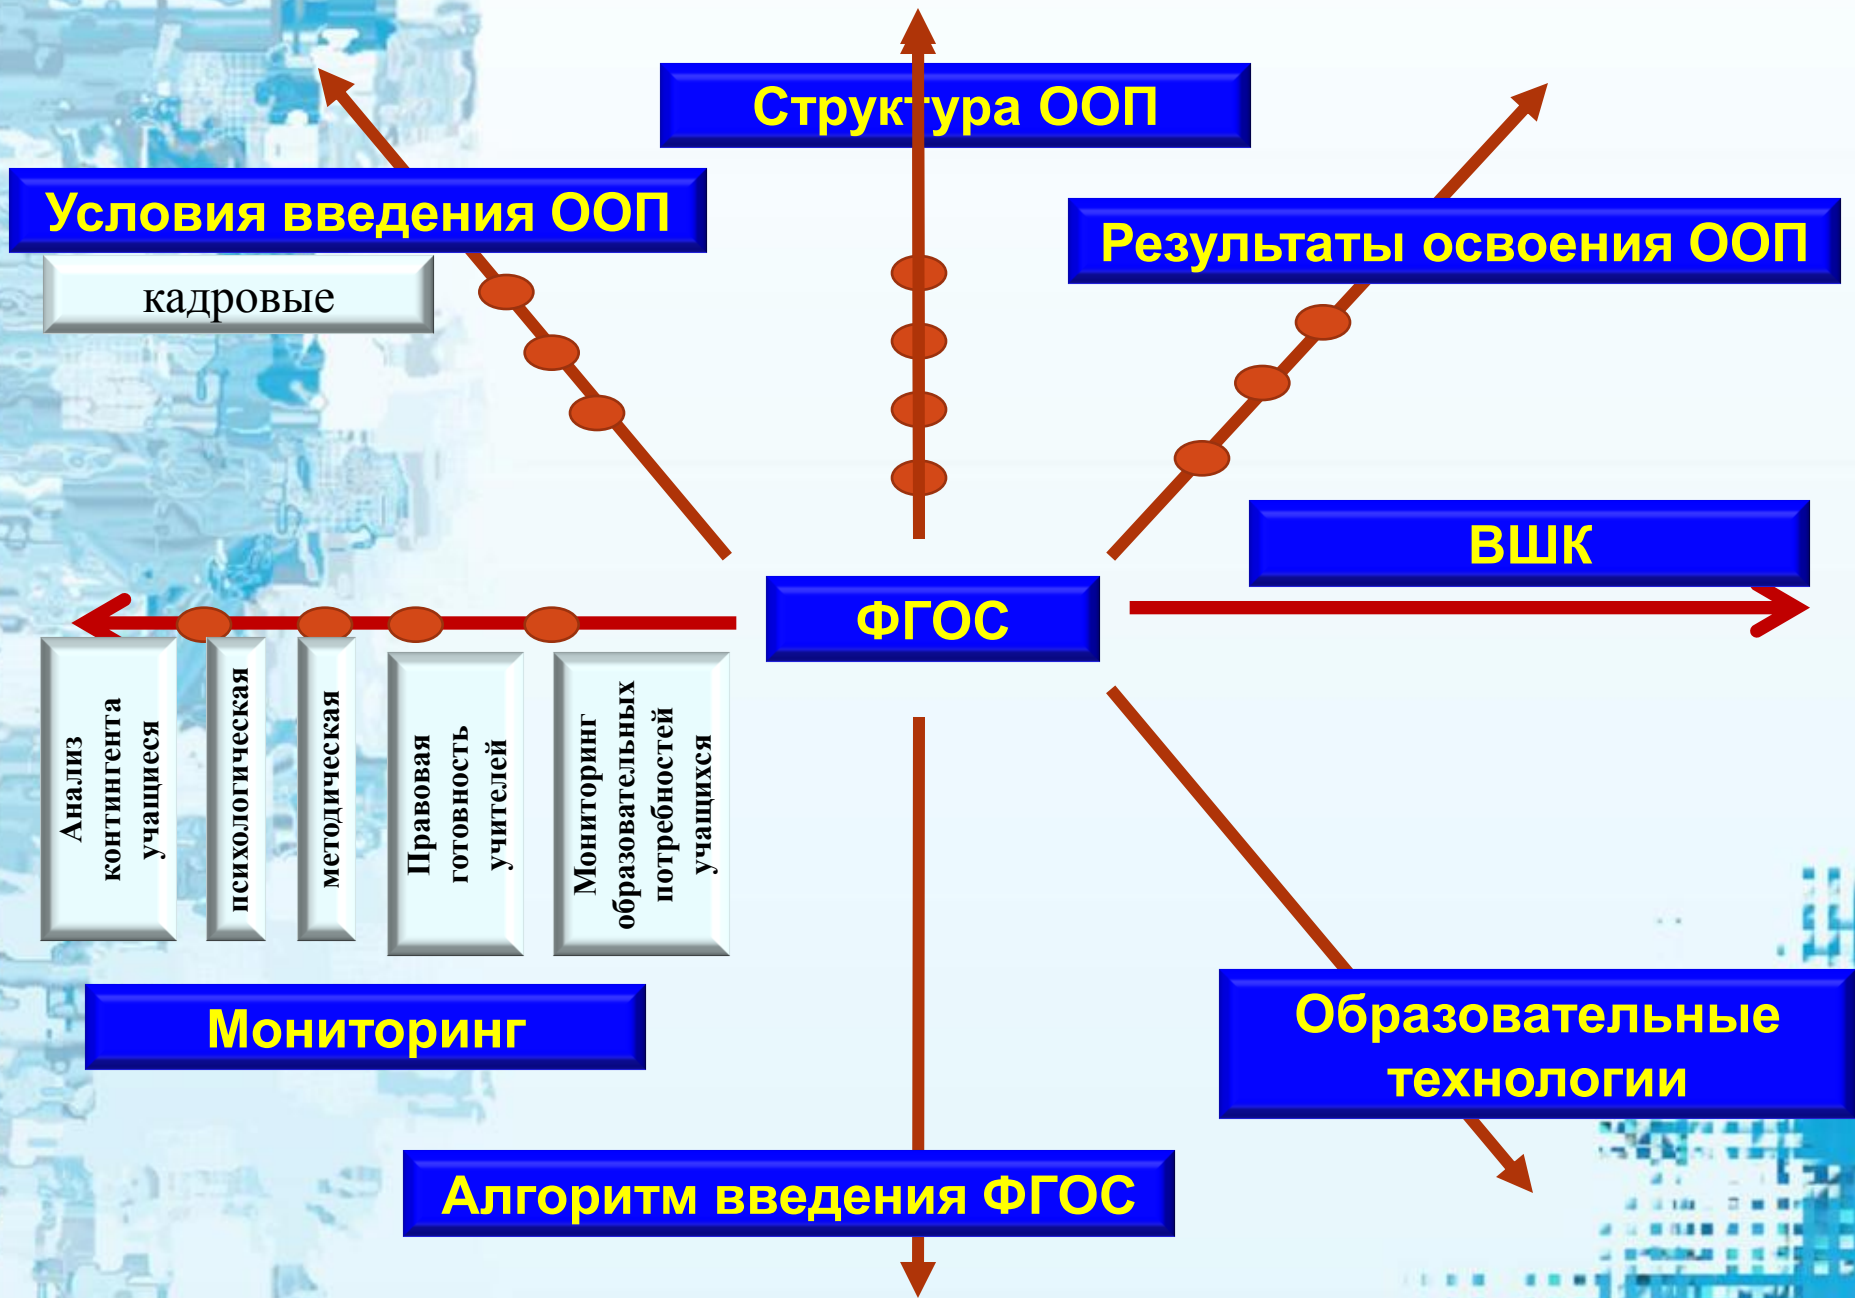 Структура ООП
Условия введения ООП
Результаты освоения ООП
кадровые
ВШК
ФГОС
Анализ
контингента
учащиеся
психологическая
методическая
Правовая
готовность
учителей
Мониторинг
образовательных
потребностей
учащихся
Мониторинг
Образовательные
технологии
Алгоритм введения ФГОС